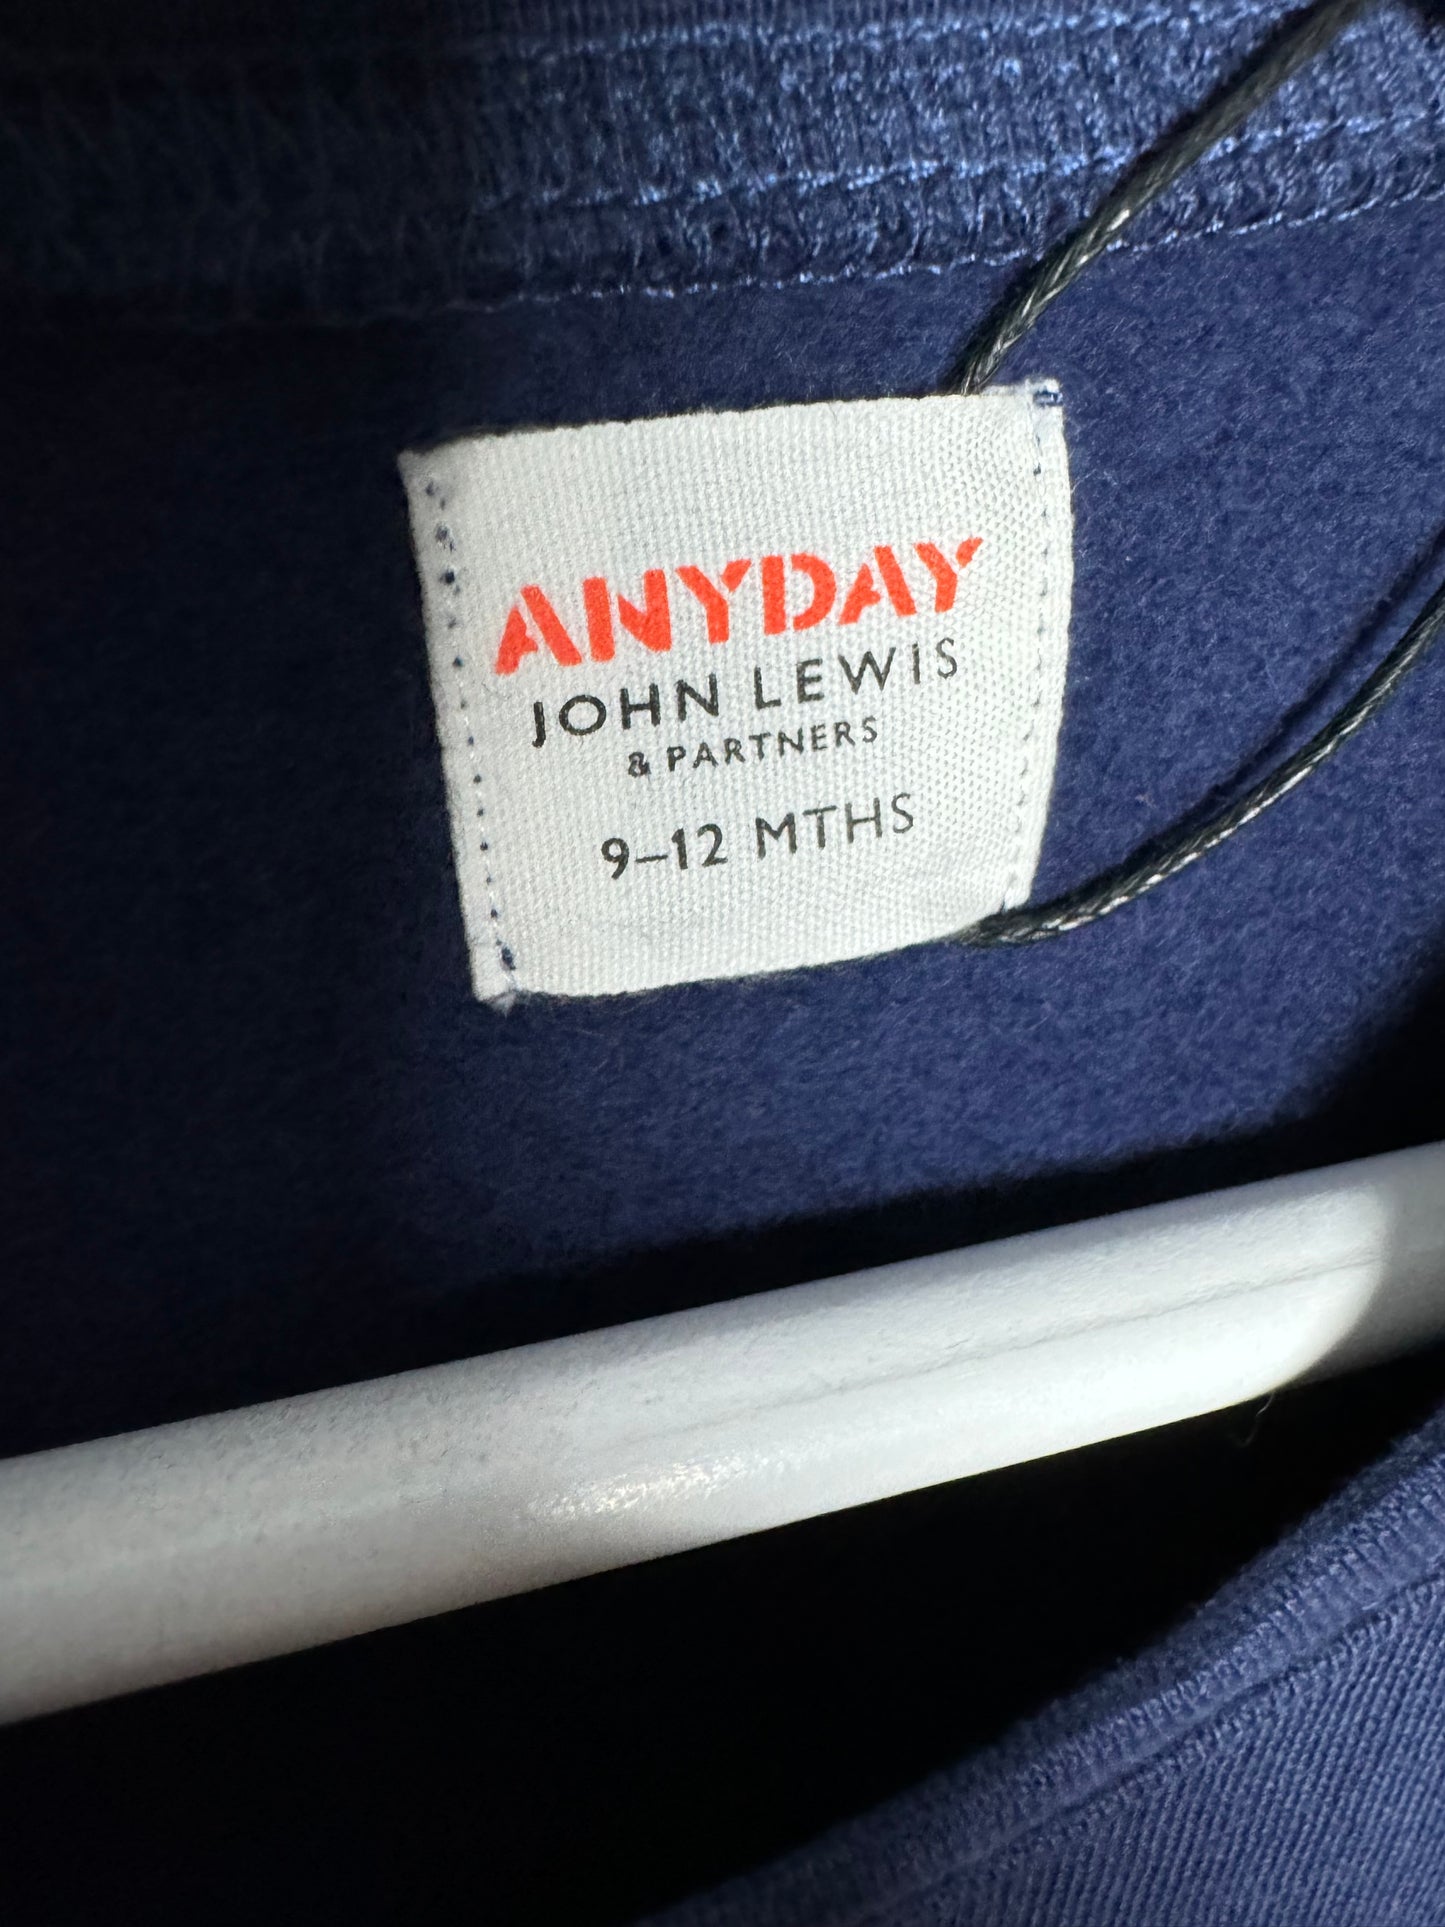 ANYDAY
JOHN LEWIS
& PARTNERS
9–12 MTHS